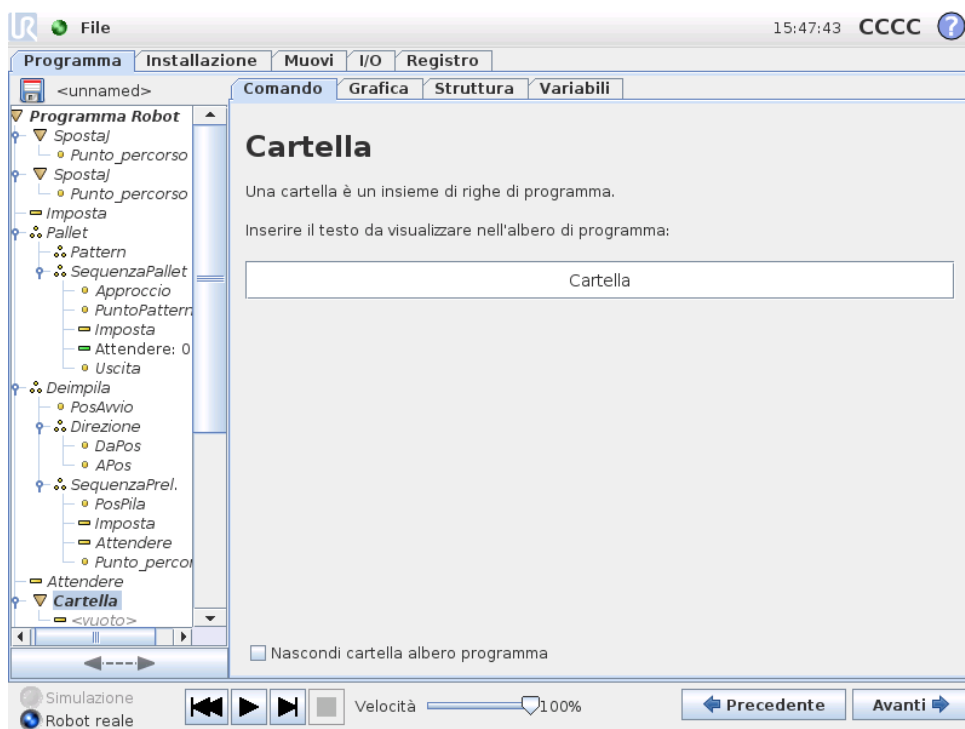 UR File 15:47:43 CCCC ?
Programma Installazione Muovi I/O Registro
<unnamed>
Comando Grafica Struttura Variabili
Programma Robot
SpostaJ
Punto_percorso
SpostaJ
Punto_percorso
Imposta
Pallet
Pattern
SequenzaPallet
Approccio
PuntoPattern
Imposta
Attendere: 0
Uscita
Deimpila
PosAvvio
Direzione
DaPos
APos
SequenzaPrel.
PosPila
Imposta
Attendere
Punto_percor
Attendere
Cartella
<vuoto>
Cartella
Una cartella è un insieme di righe di programma.
Inserire il testo da visualizzare nell'albero di programma:
Cartella
Nascondi cartella albero programma
Simulazione
Robot reale
Velocità 100%
Precedente Avanti